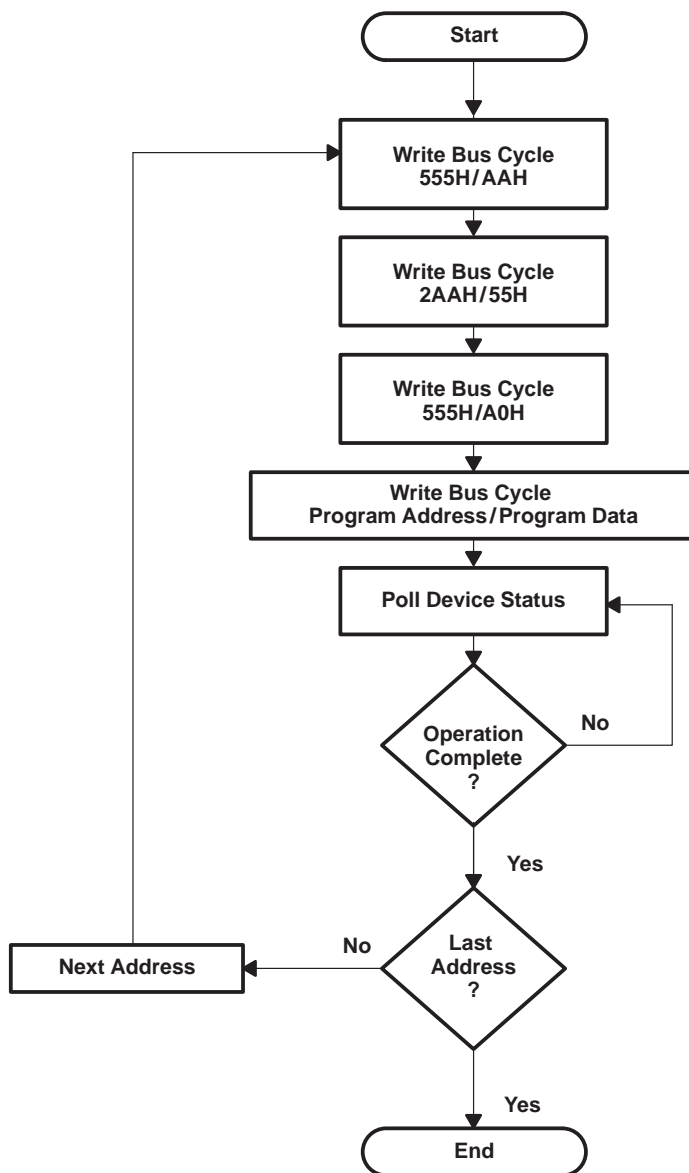 Start
Write Bus Cycle
555H/AAH
Write Bus Cycle
2AAH/55H
Write Bus Cycle
555H/A0H
Write Bus Cycle
Program Address/Program Data
Poll Device Status
Operation
Complete
?
No
Yes
Last
Address
?
No
Next Address
Yes
End